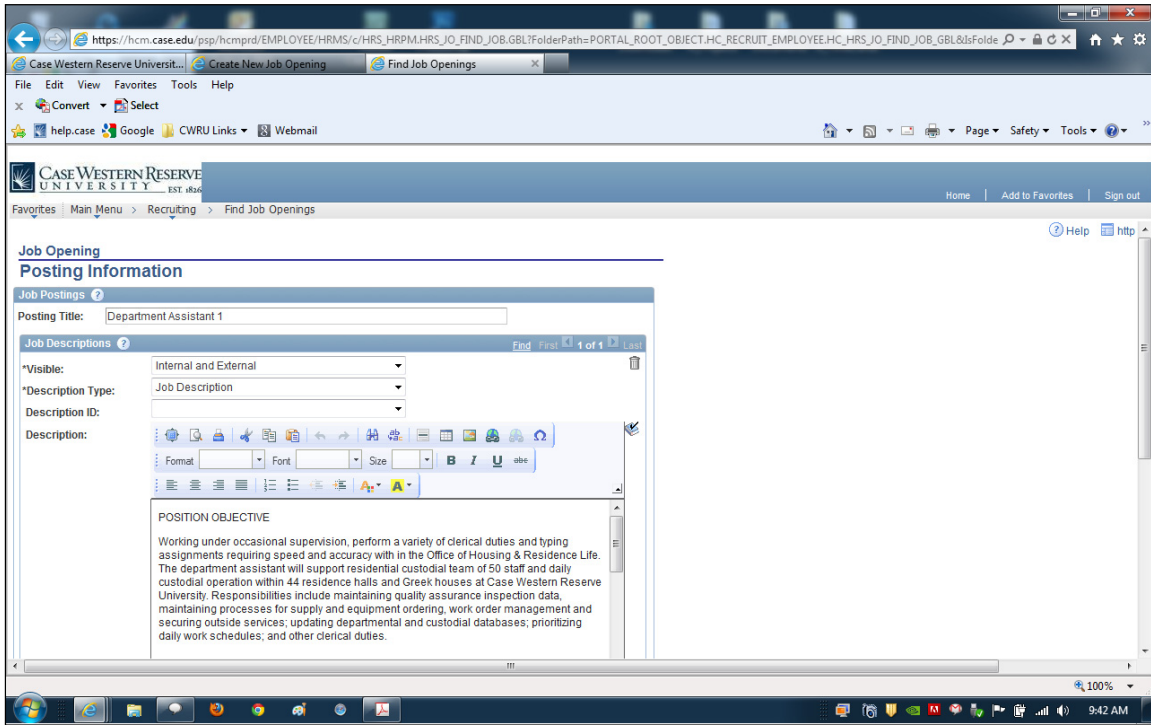 https://hcm.case.edu/psp/hcmprd/EMPLOYEE/HRMS/c/HRS_HRPM.HRS_JO_FIND_JOB.GBL?FolderPath=PORTAL_ROOT_OBJECT.HC_RECRUIT_EMPLOYEE.HC_HRS_JO_FIND_JOB_GBL&IsFolde
Case Western Reserve Universit... Create New Job Opening Find Job Openings
File Edit View Favorites Tools Help
Convert Select
help.case Google CWRU Links Webmail Page Safety Tools
CASE WESTERN RESERVE
UNIVERSITY EST. 1826
Home | Add to Favorites | Sign out
Favorites Main Menu > Recruiting > Find Job Openings
Help http
Job Opening
Posting Information
Job Postings
Posting Title: Department Assistant 1
Job Descriptions Find First 1 of 1 Last
*Visible: Internal and External
*Description Type: Job Description
Description ID:
Description:
Format Font Size B I U abc
POSITION OBJECTIVE
Working under occasional supervision, perform a variety of clerical duties and typing
assignments requiring speed and accuracy with in the Office of Housing & Residence Life.
The department assistant will support residential custodial team of 50 staff and daily
custodial operation within 44 residence halls and Greek houses at Case Western Reserve
University. Responsibilities include maintaining quality assurance inspection data,
maintaining processes for supply and equipment ordering, work order management and
securing outside services; updating departmental and custodial databases; prioritizing
daily work schedules; and other clerical duties.
100%
9:42 AM